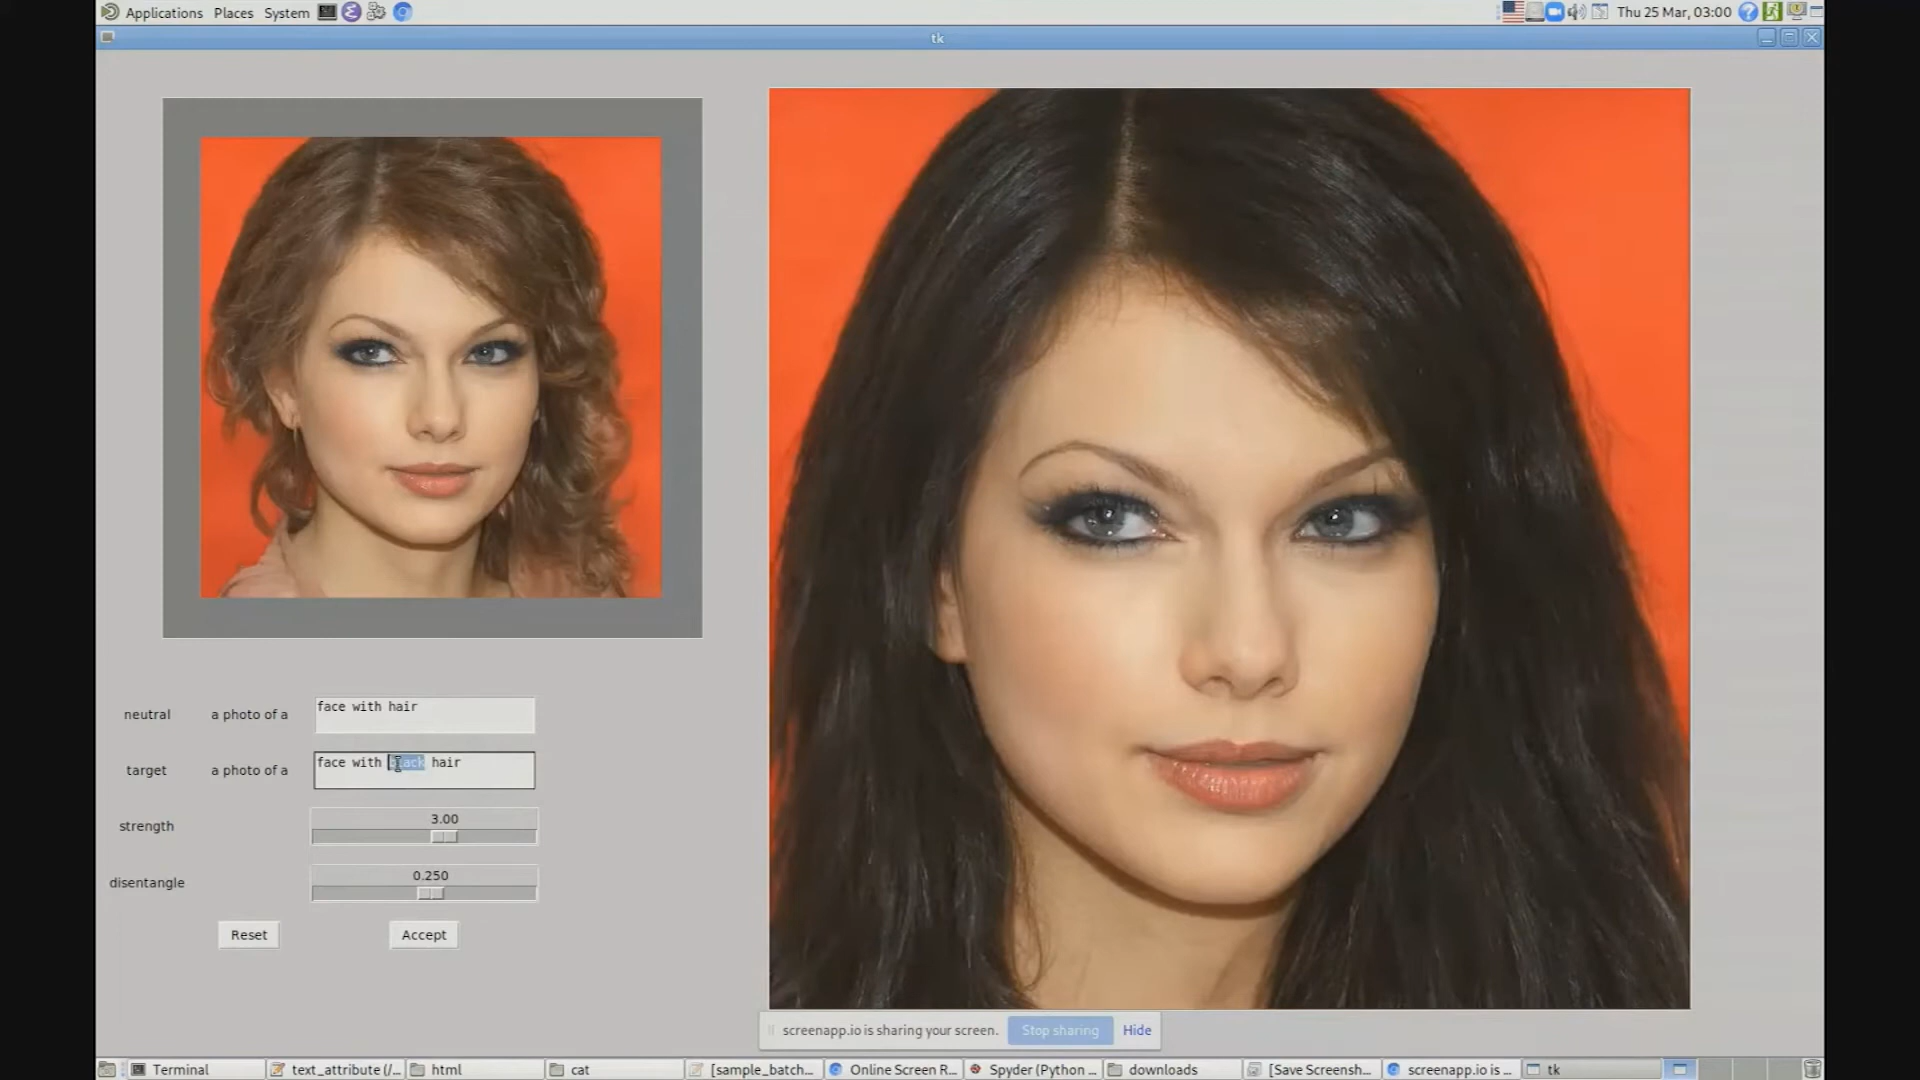 Applications Places System
Thu 25 Mar, 03:00
tk
neutral a photo of a face with hair
target a photo of a face with black hair
strength 3.00
disentangle 0.250
Reset Accept
screenapp.io is sharing your screen. Stop sharing Hide
Terminal text_attribute (/... html cat [sample_batch... Online Screen R... Spyder (Python ... downloads [Save Screensh... screenapp.io is ... tk